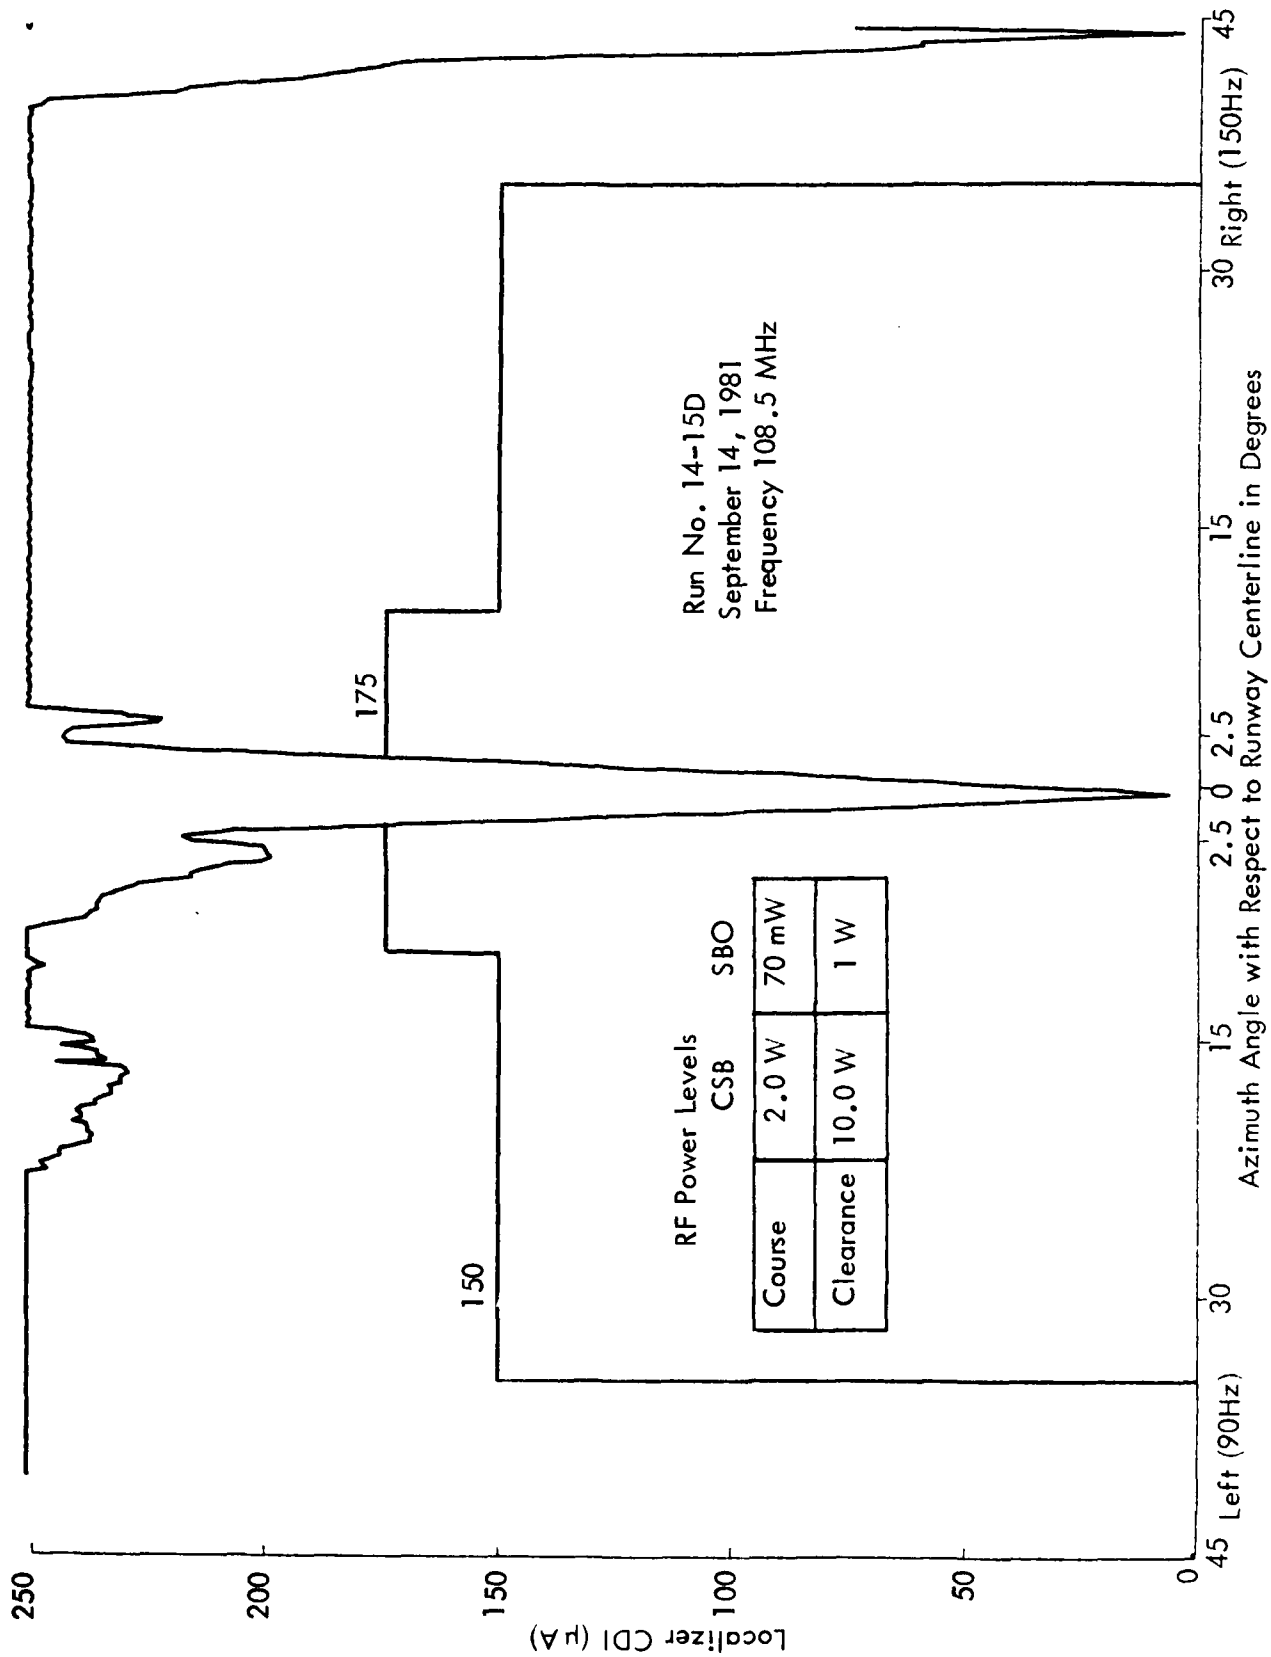 Localizer CDI (μA)
250
200
150
100
50
0
175
150
Run No. 14-15D
September 14, 1981
Frequency 108.5 MHz
RF Power Levels
CSB SBO
Course 2.0 W 70 mW
Clearance 10.0 W 1 W
45 30 15 2.5 0 2.5 15 30 45
Left (90Hz) Right (150Hz)
Azimuth Angle with Respect to Runway Centerline in Degrees